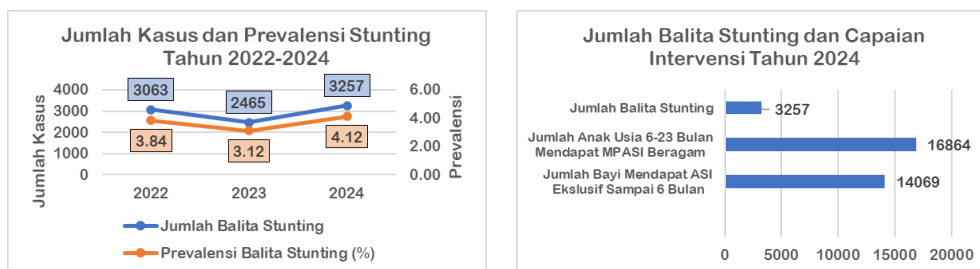 Jumlah Kasus dan Prevalensi Stunting
Tahun 2022-2024
Jumlah Kasus
4000
3000
2000
1000
0
3063
2465
3257
3.84
3.12
4.12
6.00
4.00
2.00
0.00
Prevalensi
2022
2023
2024
Jumlah Balita Stunting
Prevalensi Balita Stunting (%)
Jumlah Balita Stunting dan Capaian
Intervensi Tahun 2024
Jumlah Balita Stunting
3257
Jumlah Anak Usia 6-23 Bulan
Mendapat MPASI Beragam
16864
Jumlah Bayi Mendapat ASI
Ekslusif Sampai 6 Bulan
14069
0
5000
10000
15000
20000